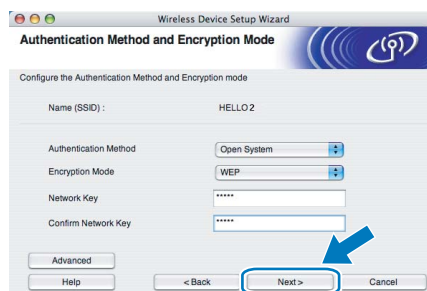 Wireless Device Setup Wizard
Authentication Method and Encryption Mode
Configure the Authentication Method and Encryption mode
Name (SSID) : HELLO 2
Authentication Method Open System
Encryption Mode WEP
Network Key *****
Confirm Network Key *****
Advanced
Help < Back Next > Cancel